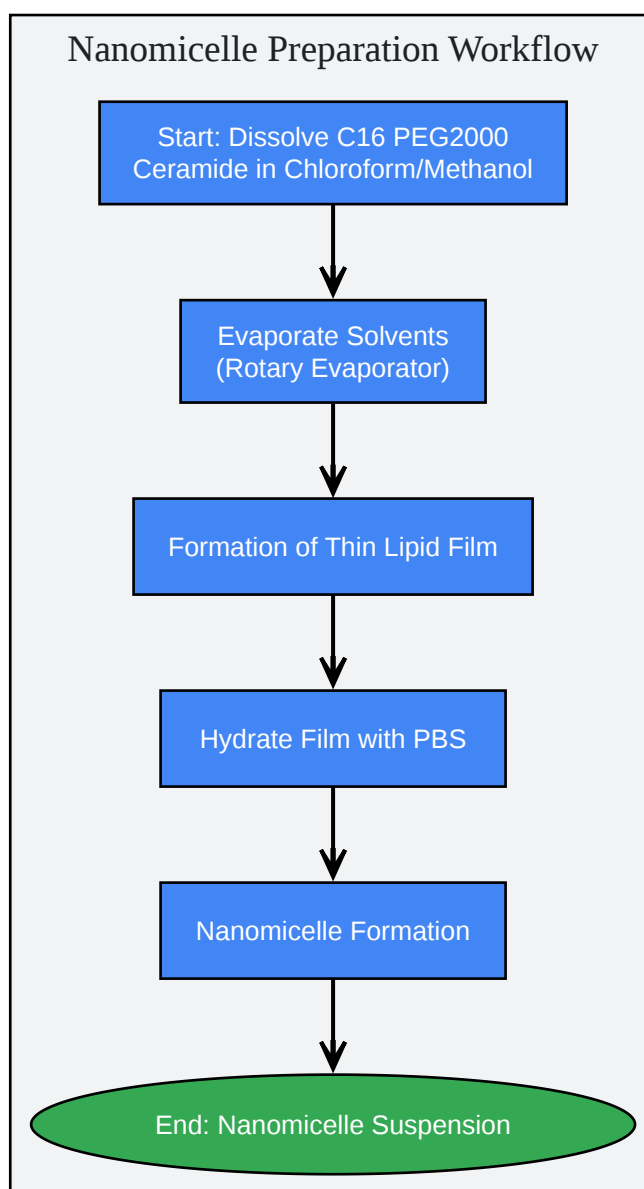 Nanomicelle Preparation Workflow
Start: Dissolve C16 PEG2000
Ceramide in Chloroform/Methanol
Evaporate Solvents
(Rotary Evaporator)
Formation of Thin Lipid Film
Hydrate Film with PBS
Nanomicelle Formation
End: Nanomicelle Suspension